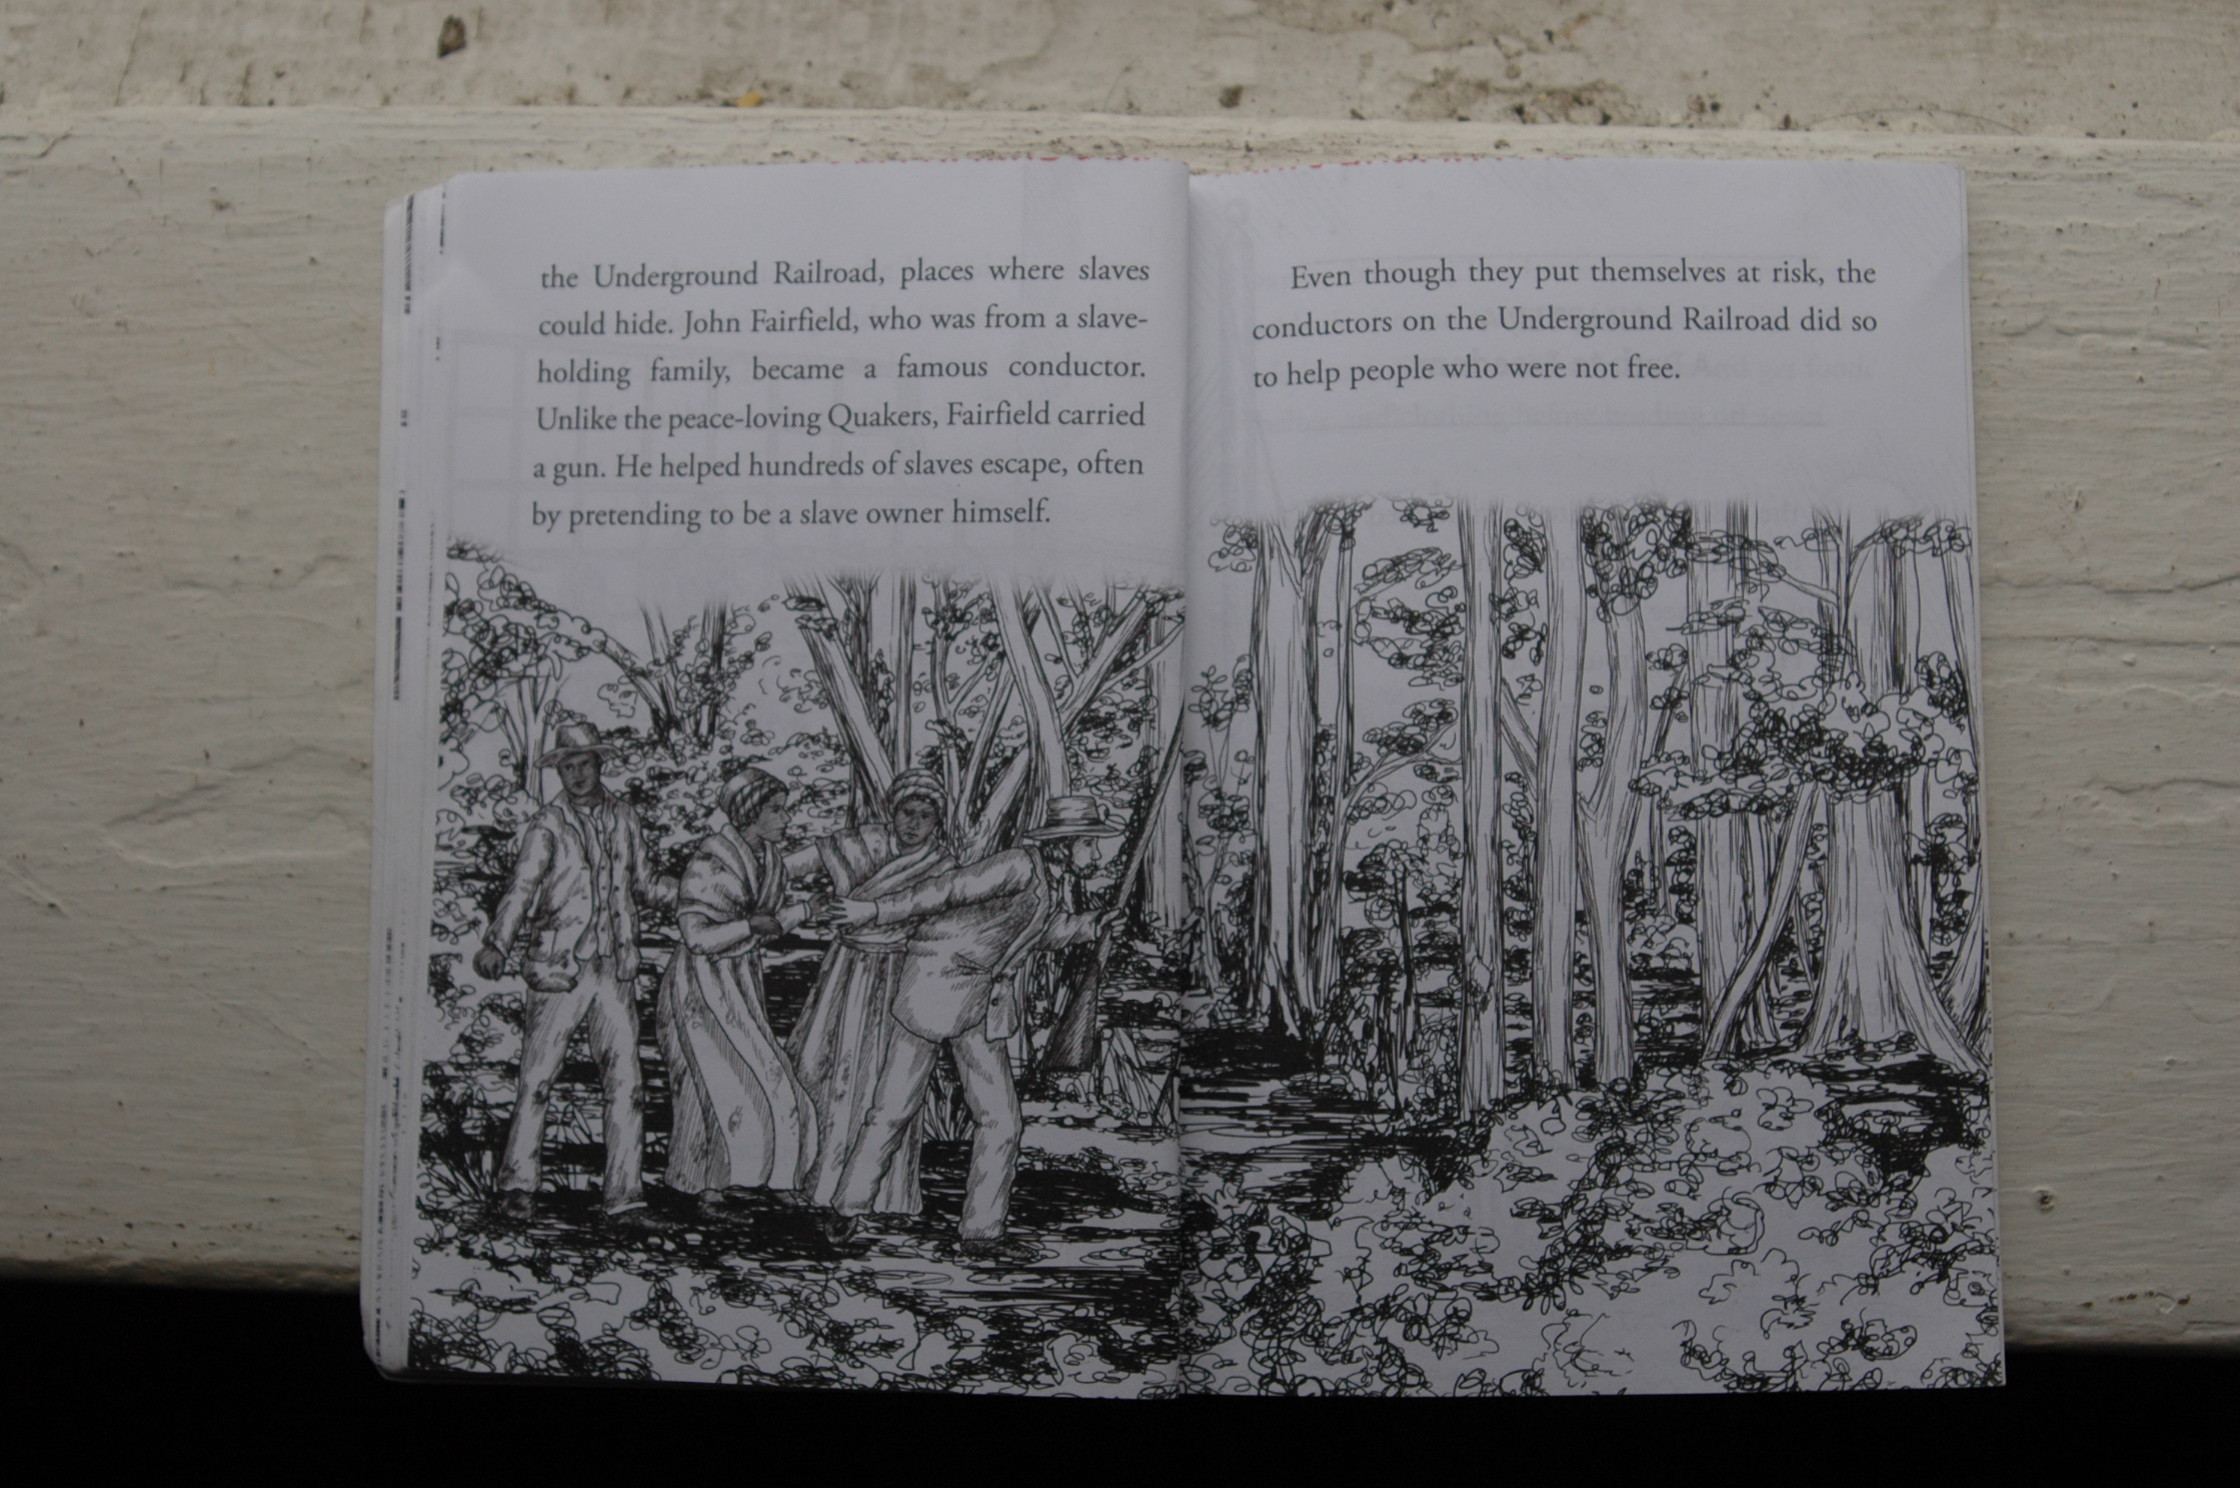 the Underground Railroad, places where slaves
could hide. John Fairfield, who was from a slave-
holding family, became a famous conductor.
Unlike the peace-loving Quakers, Fairfield carried
a gun. He helped hundreds of slaves escape, often
by pretending to be a slave owner himself.
Even though they put themselves at risk, the
conductors on the Underground Railroad did so
to help people who were not free.